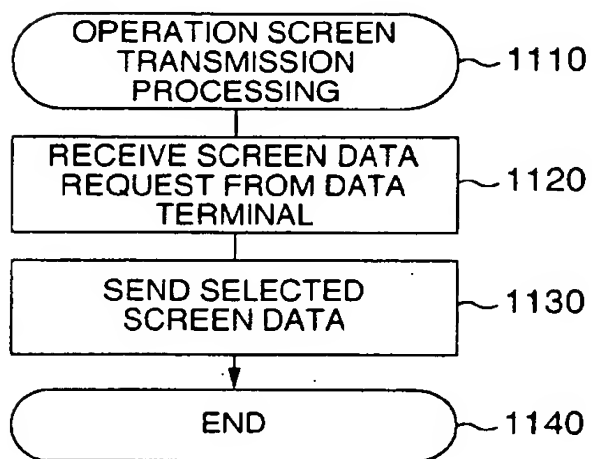 OPERATION SCREEN
TRANSMISSION
PROCESSING
1110
RECEIVE SCREEN DATA
REQUEST FROM DATA
TERMINAL
1120
SEND SELECTED
SCREEN DATA
1130
END
1140